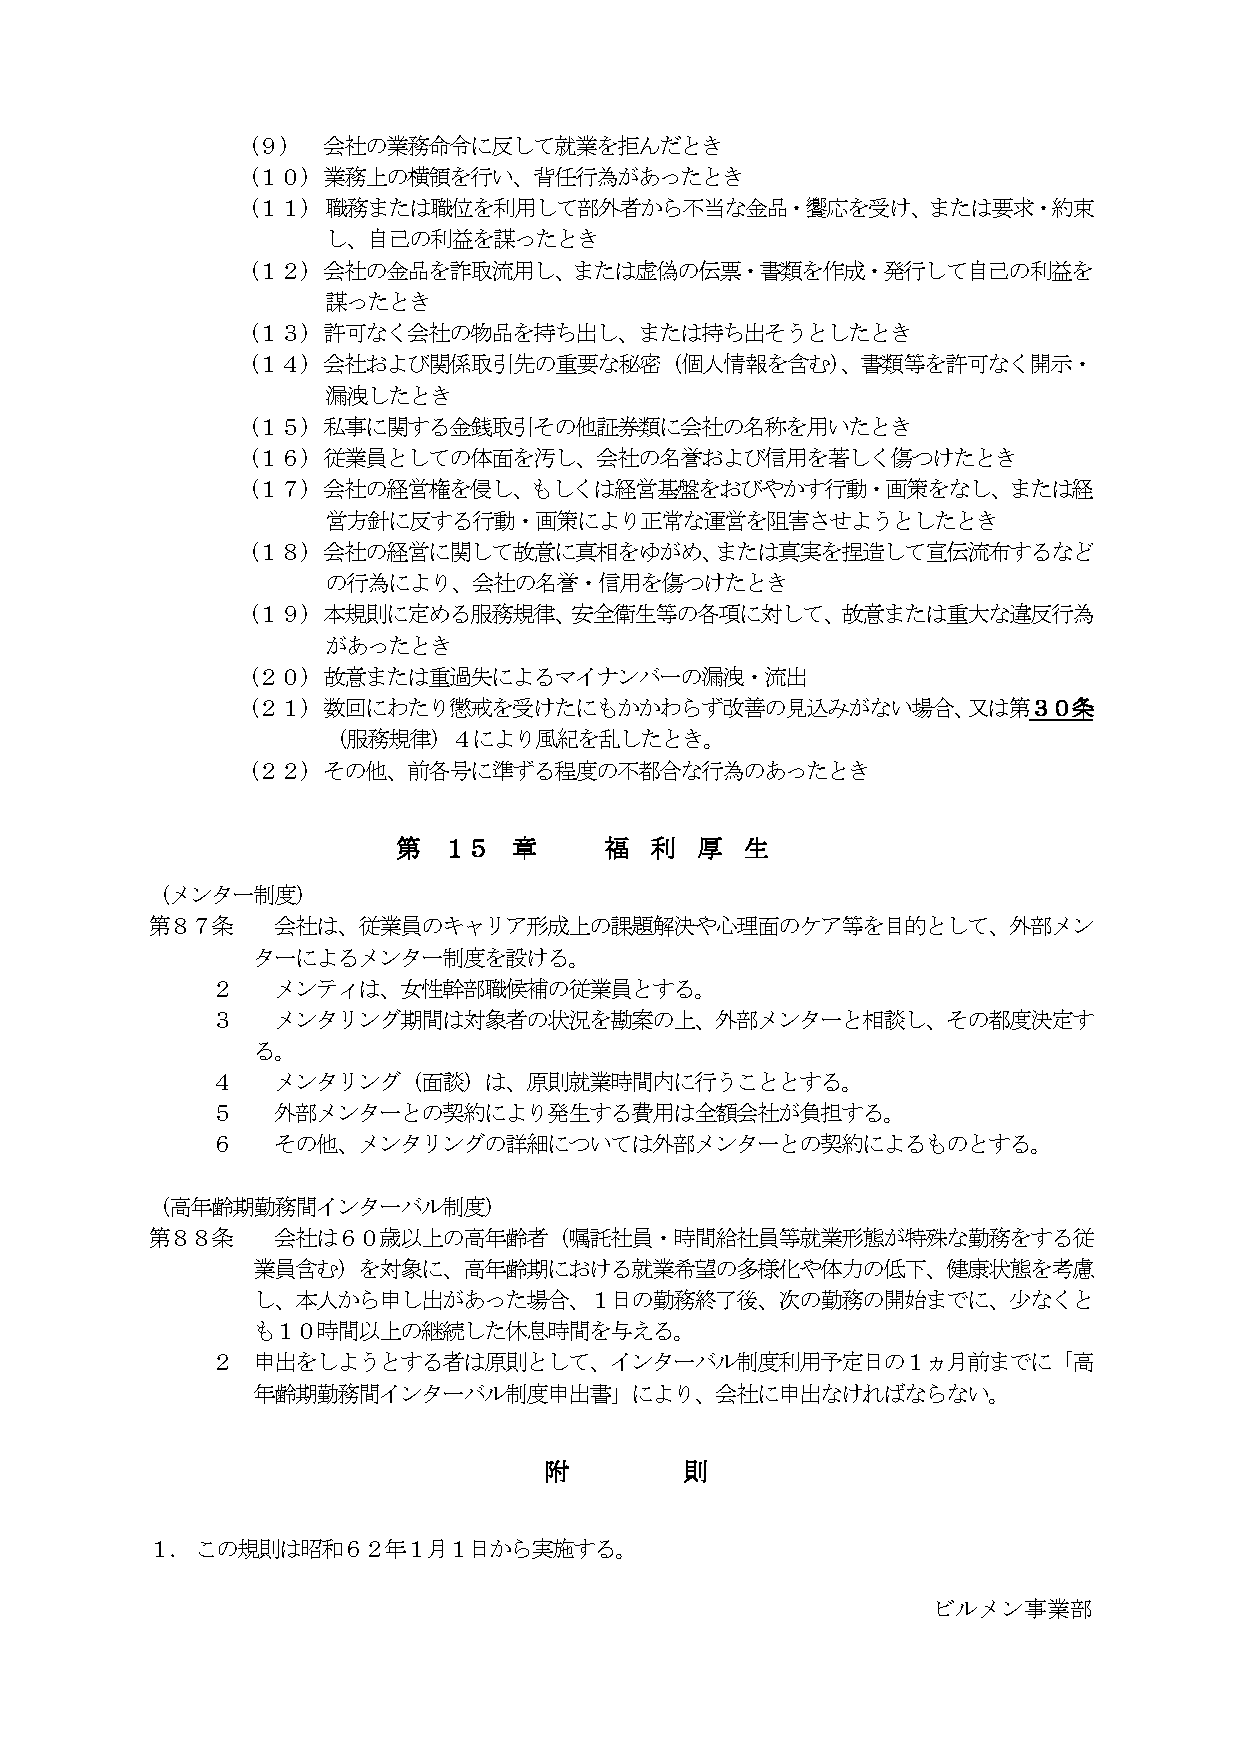 （９）　会社の業務命令に反して就業を拒んだとき
（１０）業務上の横領を行い、背任行為があったとき
（１１）職務または職位を利用して部外者から不当な金品・饗応を受け、または要求・約束
し、自己の利益を謀ったとき
（１２）会社の金品を詐取流用し、または虚偽の伝票・書類を作成・発行して自己の利益を
謀ったとき
（１３）許可なく会社の物品を持ち出し、または持ち出そうとしたとき
（１４）会社および関係取引先の重要な秘密（個人情報を含む）、書類等を許可なく開示・
漏洩したとき
（１５）私事に関する金銭取引その他証券類に会社の名称を用いたとき
（１６）従業員としての体面を汚し、会社の名誉および信用を著しく傷つけたとき
（１７）会社の経営権を侵し、もしくは経営基盤をおびやかす行動・画策をなし、または経
営方針に反する行動・画策により正常な運営を阻害させようとしたとき
（１８）会社の経営に関して故意に真相をゆがめ、または真実を捏造して宣伝流布するなど
の行為により、会社の名誉・信用を傷つけたとき
（１９）本規則に定める服務規律、安全衛生等の各項に対して、故意または重大な違反行為
があったとき
（２０）故意または重過失によるマイナンバーの漏洩・流出
（２１）数回にわたり懲戒を受けたにもかかわらず改善の見込みがない場合、又は第３０条
（服務規律）４により風紀を乱したとき。
（２２）その他、前各号に準ずる程度の不都合な行為のあったとき
第　１５　章　　福　利　厚　生
（メンター制度）
第８７条　　会社は、従業員のキャリア形成上の課題解決や心理面のケア等を目的として、外部メン
ターによるメンター制度を設ける。
２　　メンティは、女性幹部職候補の従業員とする。
３　　メンタリング期間は対象者の状況を勘案の上、外部メンターと相談し、その都度決定す
る。
４　　メンタリング（面談）は、原則就業時間内に行うこととする。
５　　外部メンターとの契約により発生する費用は全額会社が負担する。
６　　その他、メンタリングの詳細については外部メンターとの契約によるものとする。
（高年齢期勤務間インターバル制度）
第８８条　　会社は６０歳以上の高年齢者（嘱託社員・時間給社員等就業形態が特殊な勤務をする従
業員含む）を対象に、高年齢期における就業希望の多様化や体力の低下、健康状態を考慮
し、本人から申し出があった場合、１日の勤務終了後、次の勤務の開始までに、少なくと
も１０時間以上の継続した休息時間を与える。
２　申出をしようとする者は原則として、インターバル制度利用予定日の１ヵ月前までに「高
年齢期勤務間インターバル制度申出書」により、会社に申出なければならない。
附　　　則
１．この規則は昭和６２年１月１日から実施する。
ビルメン事業部